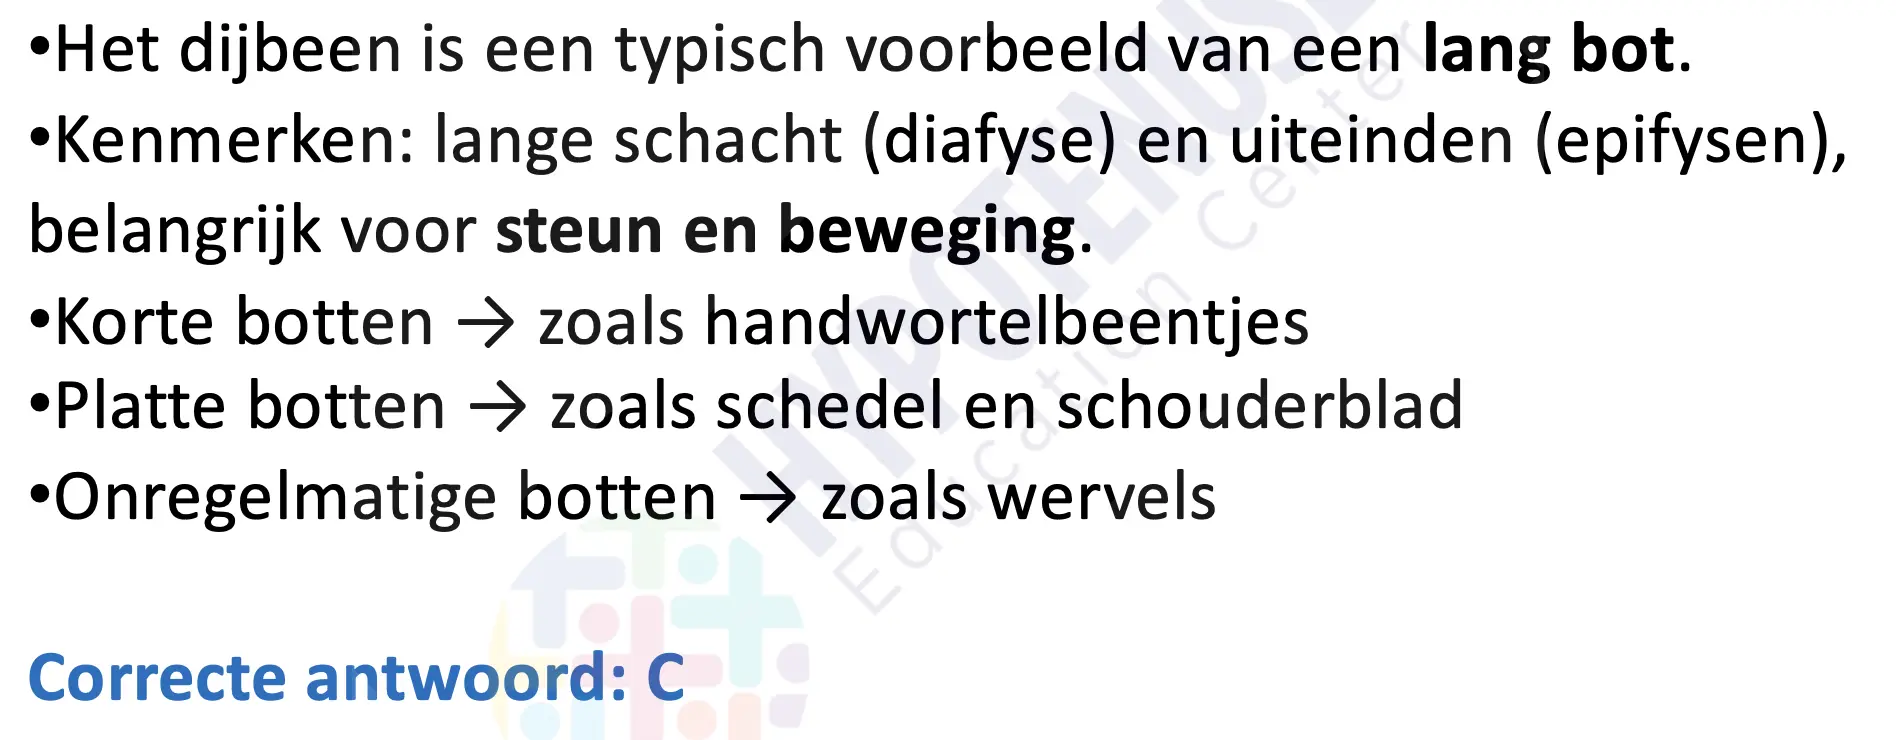 •Het dijbeen is een typisch voorbeeld van een lang bot.
•Kenmerken: lange schacht (diafyse) en uiteinden (epifysen),
belangrijk voor steun en beweging.
•Korte botten → zoals handwortelbeentjes
•Platte botten → zoals schedel en schouderblad
•Onregelmatige botten → zoals wervels
Correcte antwoord: C
HYPOTENUSE
Education Center